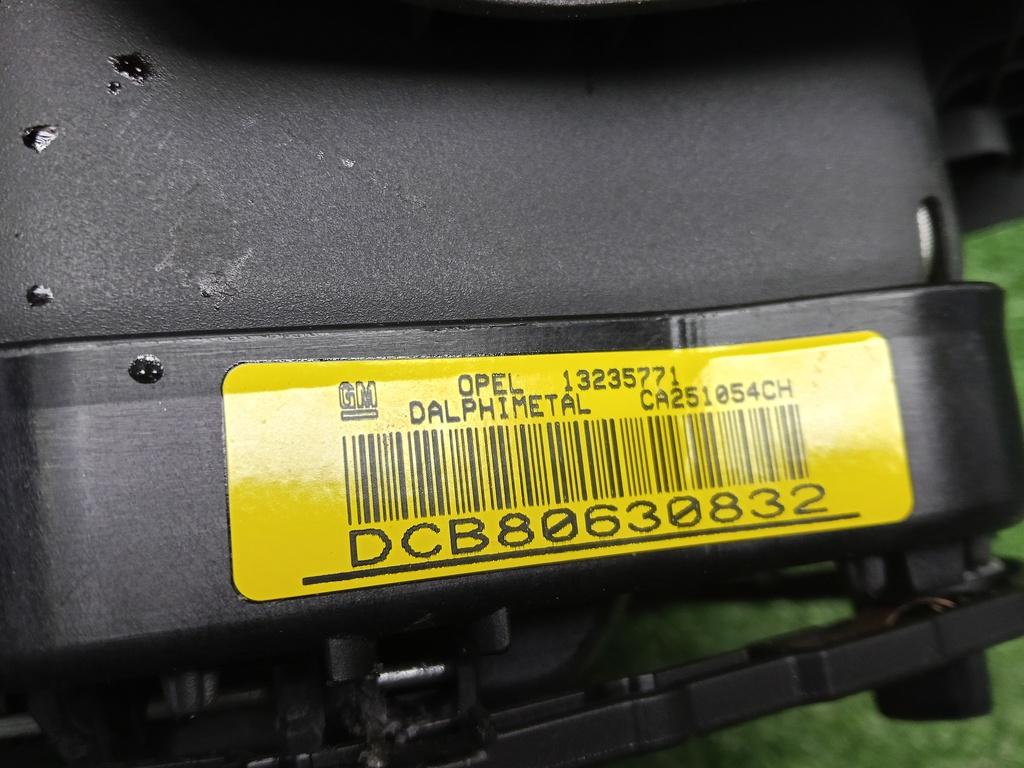 GM OPEL 13235771
DALPHIMETAL CA251054CH
DCB80630832